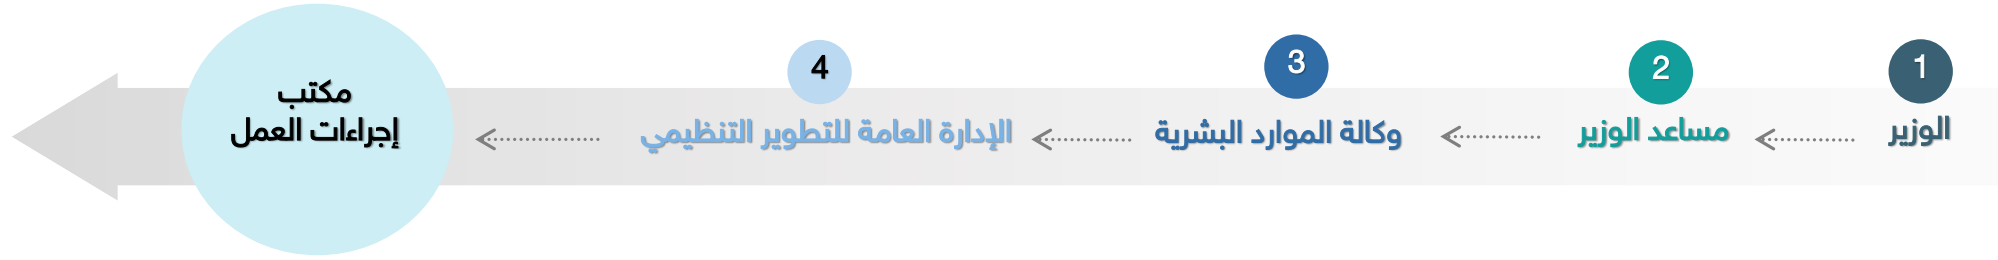 1
الوزير
2
مساعد الوزير
3
وكالة الموارد البشرية
4
الإدارة العامة للتطوير التنظيمي
مكتب
إجراءات العمل